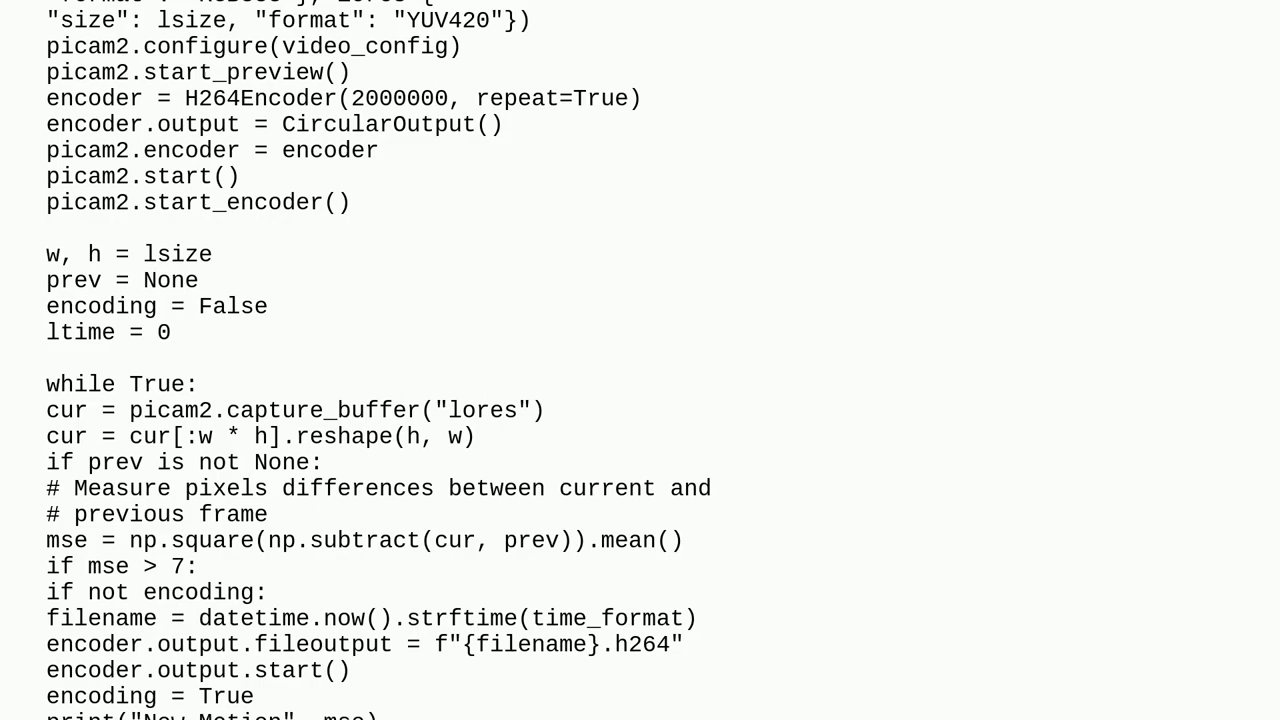 "size": lsize, "format": "YUV420"})
picam2.configure(video_config)
picam2.start_preview()
encoder = H264Encoder(2000000, repeat=True)
encoder.output = CircularOutput()
picam2.encoder = encoder
picam2.start()
picam2.start_encoder()

w, h = lsize
prev = None
encoding = False
ltime = 0

while True:
cur = picam2.capture_buffer("lores")
cur = cur[:w * h].reshape(h, w)
if prev is not None:
# Measure pixels differences between current and
# previous frame
mse = np.square(np.subtract(cur, prev)).mean()
if mse > 7:
if not encoding:
filename = datetime.now().strftime(time_format)
encoder.output.fileoutput = f"{filename}.h264"
encoder.output.start()
encoding = True
print("New Motion", mse)